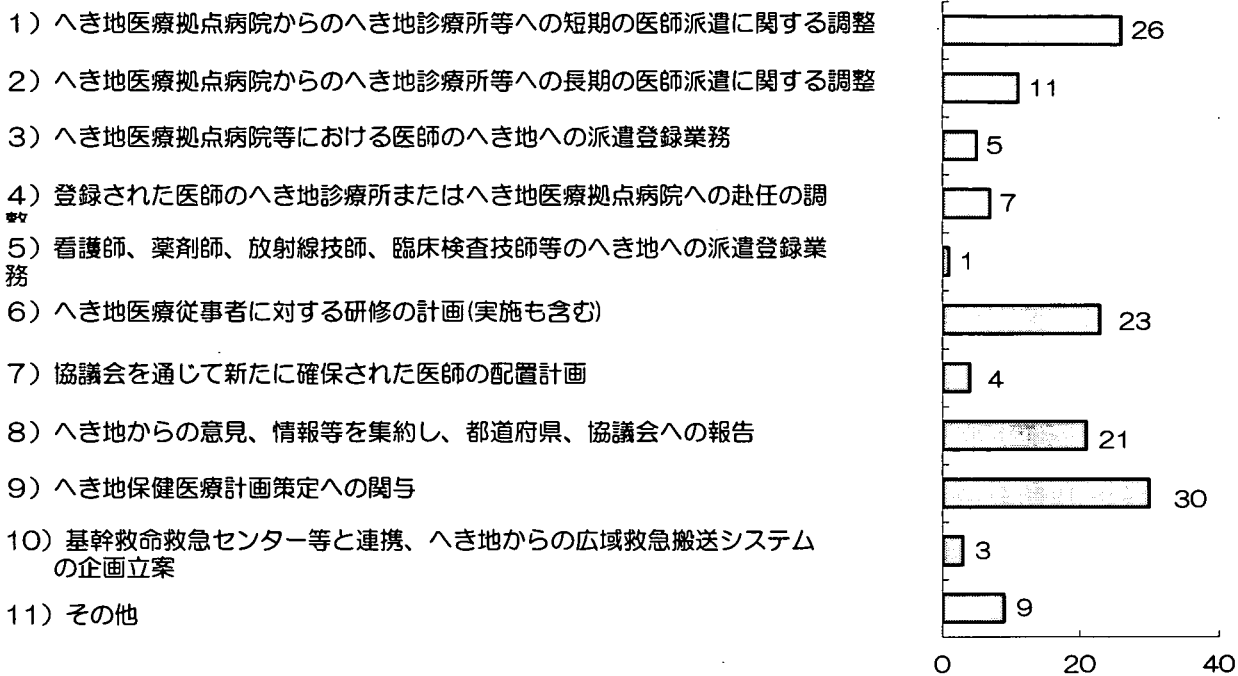 1）へき地医療拠点病院からのへき地診療所等への短期の医師派遣に関する調整
26
2）へき地医療拠点病院からのへき地診療所等への長期の医師派遣に関する調整
11
3）へき地医療拠点病院等における医師のへき地への派遣登録業務
5
4）登録された医師のへき地診療所またはへき地医療拠点病院への赴任の調
7
5）看護師、薬剤師、放射線技師、臨床検査技師等のへき地への派遣登録業
務
1
6）へき地医療従事者に対する研修の計画(実施も含む)
23
7）協議会を通じて新たに確保された医師の配置計画
4
8）へき地からの意見、情報等を集約し、都道府県、協議会への報告
21
9）へき地保健医療計画策定への関与
30
10）基幹救命救急センター等と連携、へき地からの広域救急搬送システム
の企画立案
3
11）その他
9
0 20 40